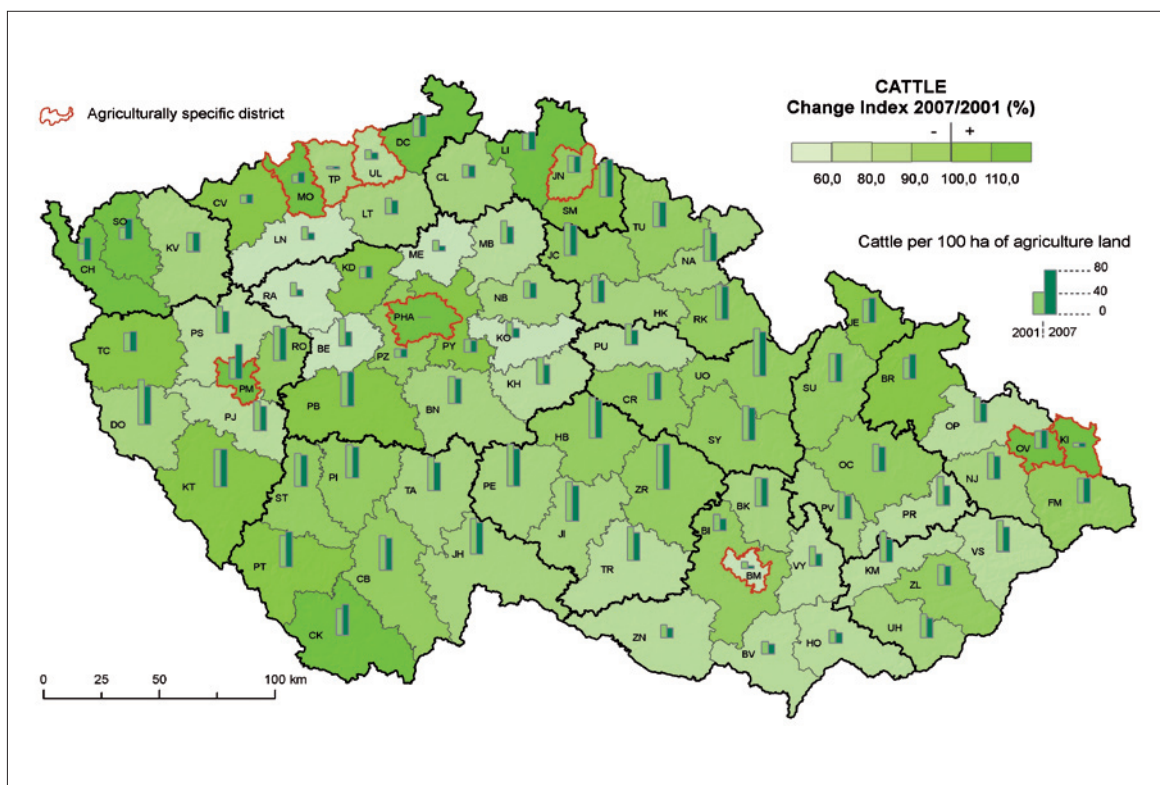 CATTLE
Change Index 2007/2001 (%)
- +
60,0 80,0 90,0 100,0 110,0
Agriculturally specific district
Cattle per 100 ha of agriculture land
80
40
0
2001 2007
DC
LI
JN
SM
TP
UL
MO
CV
CL
LT
TU
SO
KV
CH
LN
ME
MB
JC
NA
RA
KD
NB
HK
RK
PHA
PS
TC
RO
BE
PZ
PY
KO
PU
UO
JE
SU
BR
PM
PJ
DO
PB
BN
KH
CR
SY
OP
OV
KI
HB
OC
NJ
FM
KT
ST
PI
TA
PE
ZR
BK
PV
PR
JI
BI
JH
TR
BM
VY
KM
VS
PT
CB
ZL
CK
ZN
BV
HO
UH
0 25 50 100 km